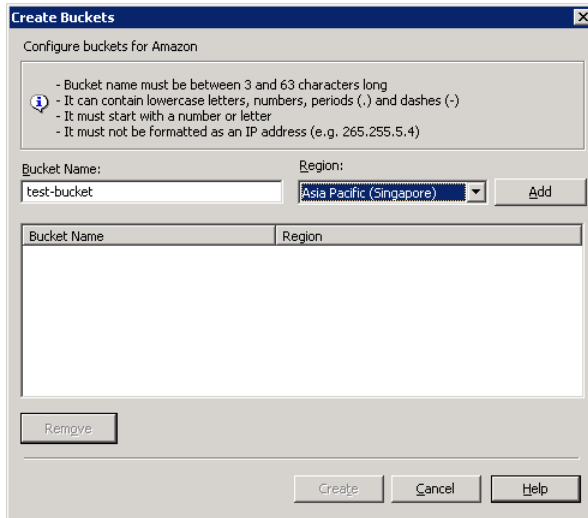 Create Buckets
Configure buckets for Amazon
- Bucket name must be between 3 and 63 characters long
- It can contain lowercase letters, numbers, periods (.) and dashes (-)
- It must start with a number or letter
- It must not be formatted as an IP address (e.g. 265.255.5.4)
Bucket Name: Region:
test-bucket Asia Pacific (Singapore) Add
Bucket Name Region
Remove
Create Cancel Help